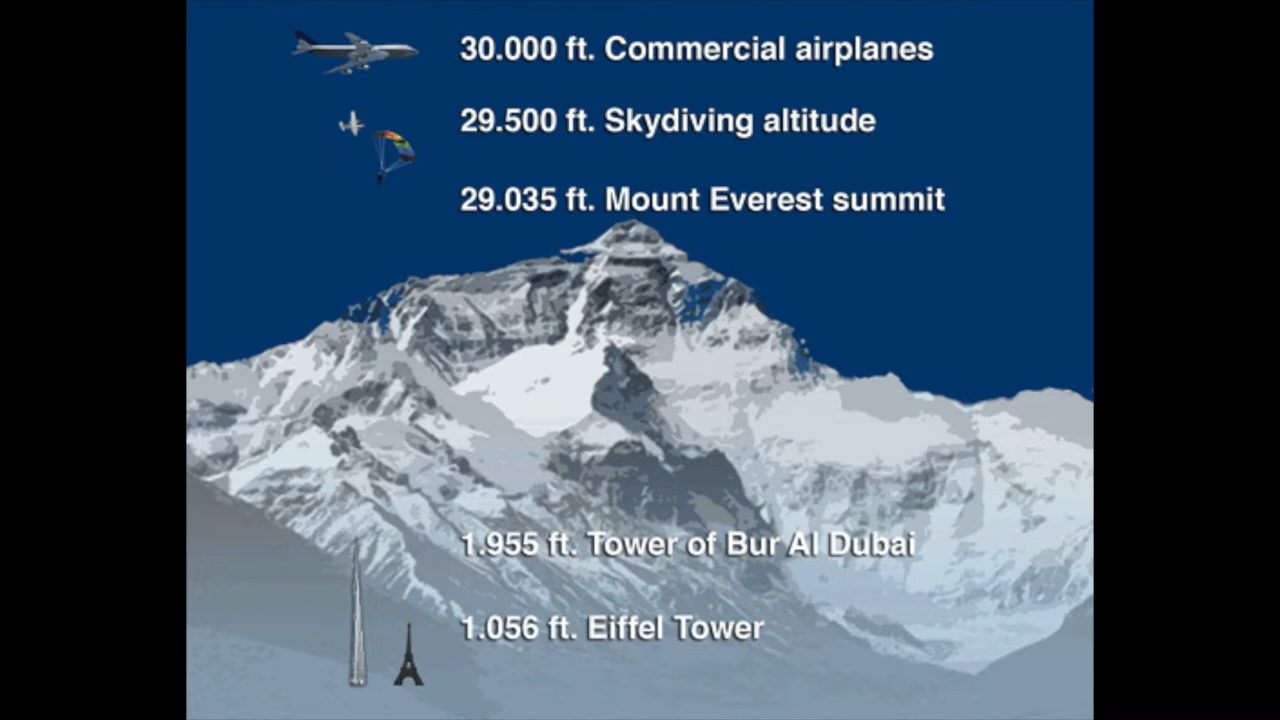 30.000 ft. Commercial airplanes
29.500 ft. Skydiving altitude
29.035 ft. Mount Everest summit
1.955 ft. Tower of Bur Al Dubai
1.056 ft. Eiffel Tower